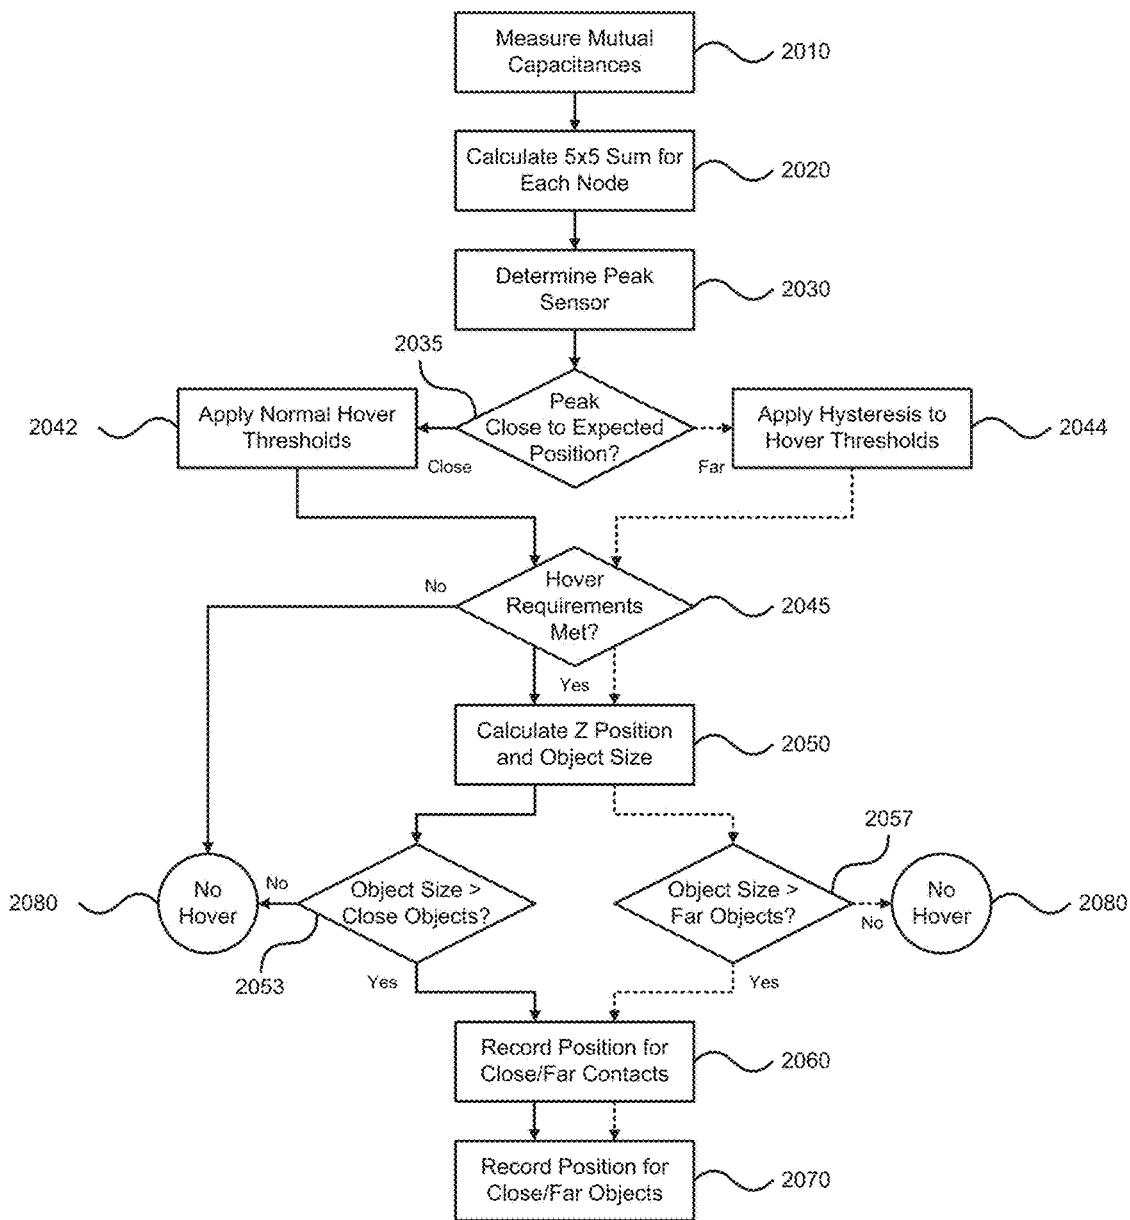 Measure Mutual
Capacitances
2010
Calculate 5x5 Sum for
Each Node
2020
Determine Peak
Sensor
2030
2035
2042
Apply Normal Hover
Thresholds
Peak
Close to Expected
Position?
Close
Far
Apply Hysteresis to
Hover Thresholds
2044
No
Hover
Requirements
Met?
2045
Yes
Calculate Z Position
and Object Size
2050
2057
2080
No
Hover
No
Object Size >
Close Objects?
2053
Object Size >
Far Objects?
No
No
Hover
2080
Yes
Yes
Record Position for
Close/Far Contacts
2060
Record Position for
Close/Far Objects
2070